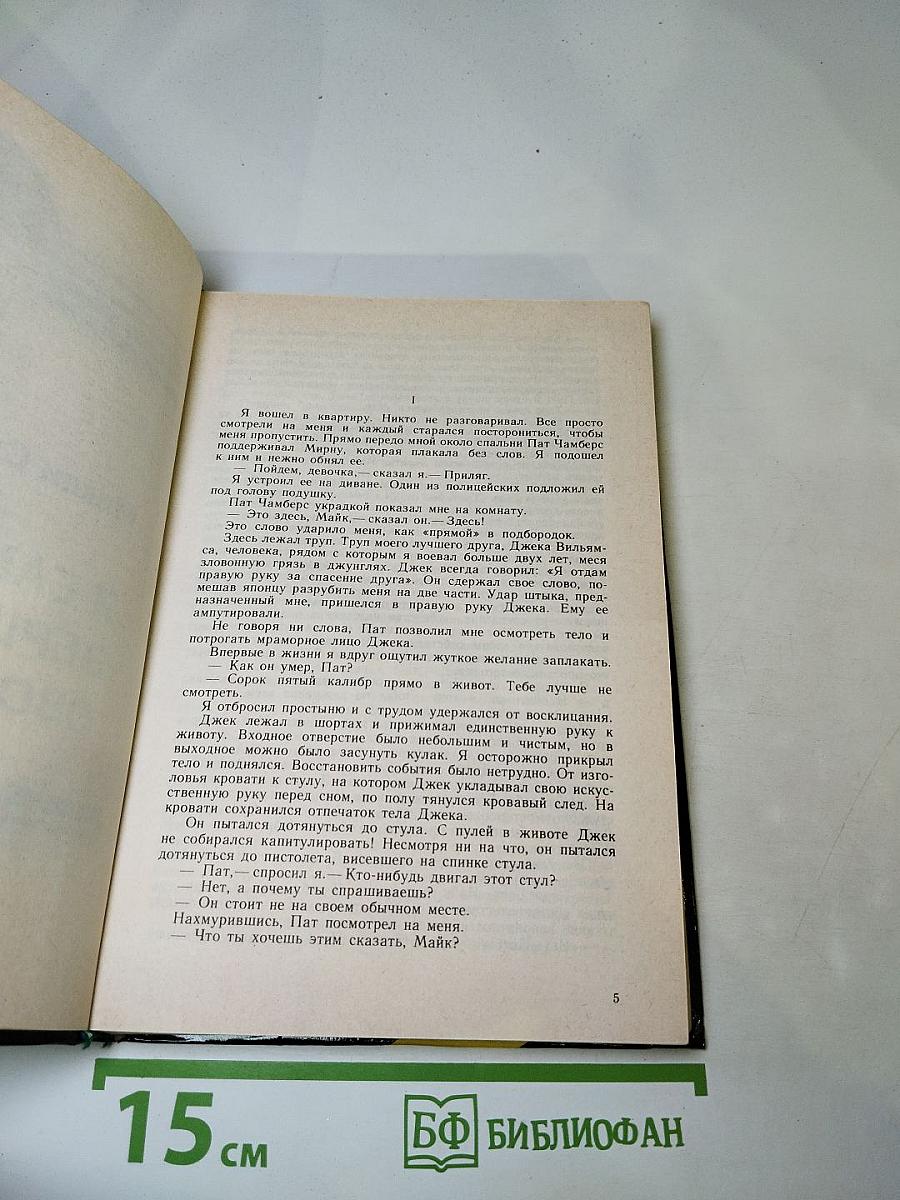 I
Я вошел в квартиру. Никто не разговаривал. Все просто
смотрели на меня и каждый старался посторониться, чтобы
меня пропустить. Прямо передо мной около спальни Пат Чамберс
поддерживал Мирну, которая плакала без слов. Я подошел
к ним и нежно обнял ее.
— Пойдем, девочка,— сказал я.— Приляг.
Я устроил ее на диване. Один из полицейских подложил ей
под голову подушку.
Пат Чамберс украдкой показал мне на комнату.
— Это здесь, Майк,— сказал он.— Здесь!
Это слово ударило меня, как «прямой» в подбородок.
Здесь лежал труп. Труп моего лучшего друга, Джека Вильям-
са, человека, рядом с которым я воевал больше двух лет, меся
зловонную грязь в джунглях. Джек всегда говорил: «Я отдам
правую руку за спасение друга». Он сдержал свое слово, по-
мешав японцу разрубить меня на две части. Удар штыка, пред-
назначенный мне, пришелся в правую руку Джека. Ему ее
ампутировали.
Не говоря ни слова, Пат позволил мне осмотреть тело и
потрогать мраморное лицо Джека.
Впервые в жизни я вдруг ощутил жуткое желание заплакать.
— Как он умер, Пат?
— Сорок пятый калибр прямо в живот. Тебе лучше не
смотреть.
Я отбросил простыню и с трудом удержался от восклицания.
Джек лежал в шортах и прижимал единственную руку к
животу. Входное отверстие было небольшим и чистым, но в
выходное можно было засунуть кулак. Я осторожно прикрыл
тело и поднялся. Восстановить события было нетрудно. От изго-
ловья кровати к стулу, на котором Джек укладывал свою искус-
ственную руку перед сном, по полу тянулся кровавый след. На
кровати сохранился отпечаток тела Джека.
Он пытался дотянуться до стула. С пулей в животе Джек
не собирался капитулировать! Несмотря ни на что, он пытался
дотянуться до пистолета, висевшего на спинке стула.
— Пат,— спросил я.— Кто-нибудь двигал этот стул?
— Нет, а почему ты спрашиваешь?
— Он стоит не на своем обычном месте.
Нахмурившись, Пат посмотрел на меня.
— Что ты хочешь этим сказать, Майк?
5
15 см
БФ БИБЛИОФАН